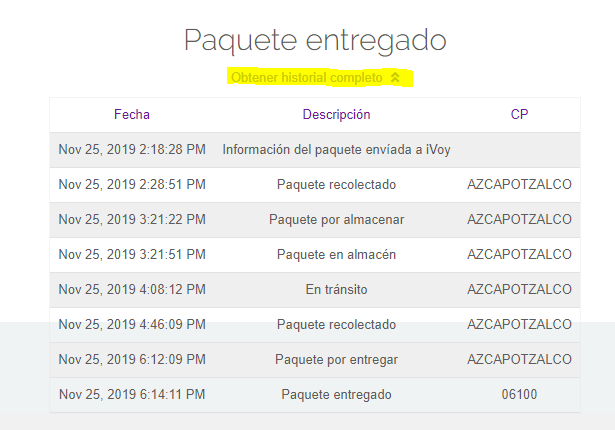 Paquete entregado
Obtener historial completo
Fecha Descripción CP
Nov 25, 2019 2:18:28 PM Información del paquete envíada a iVoy
Nov 25, 2019 2:28:51 PM Paquete recolectado AZCAPOTZALCO
Nov 25, 2019 3:21:22 PM Paquete por almacenar AZCAPOTZALCO
Nov 25, 2019 3:21:51 PM Paquete en almacén AZCAPOTZALCO
Nov 25, 2019 4:08:12 PM En tránsito AZCAPOTZALCO
Nov 25, 2019 4:46:09 PM Paquete recolectado AZCAPOTZALCO
Nov 25, 2019 6:12:09 PM Paquete por entregar AZCAPOTZALCO
Nov 25, 2019 6:14:11 PM Paquete entregado 06100